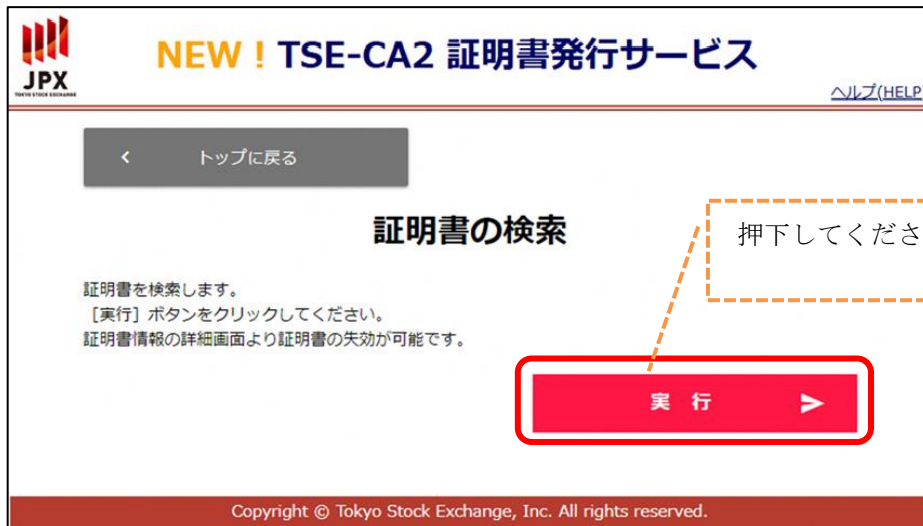 JPX
TOKYO STOCK EXCHANGE
NEW！TSE-CA2 証明書発行サービス
ヘルプ(HELP
トップに戻る
証明書の検索
押下してくださ
証明書を検索します。
［実行］ボタンをクリックしてください。
証明書情報の詳細画面より証明書の失効が可能です。
実 行
Copyright © Tokyo Stock Exchange, Inc. All rights reserved.